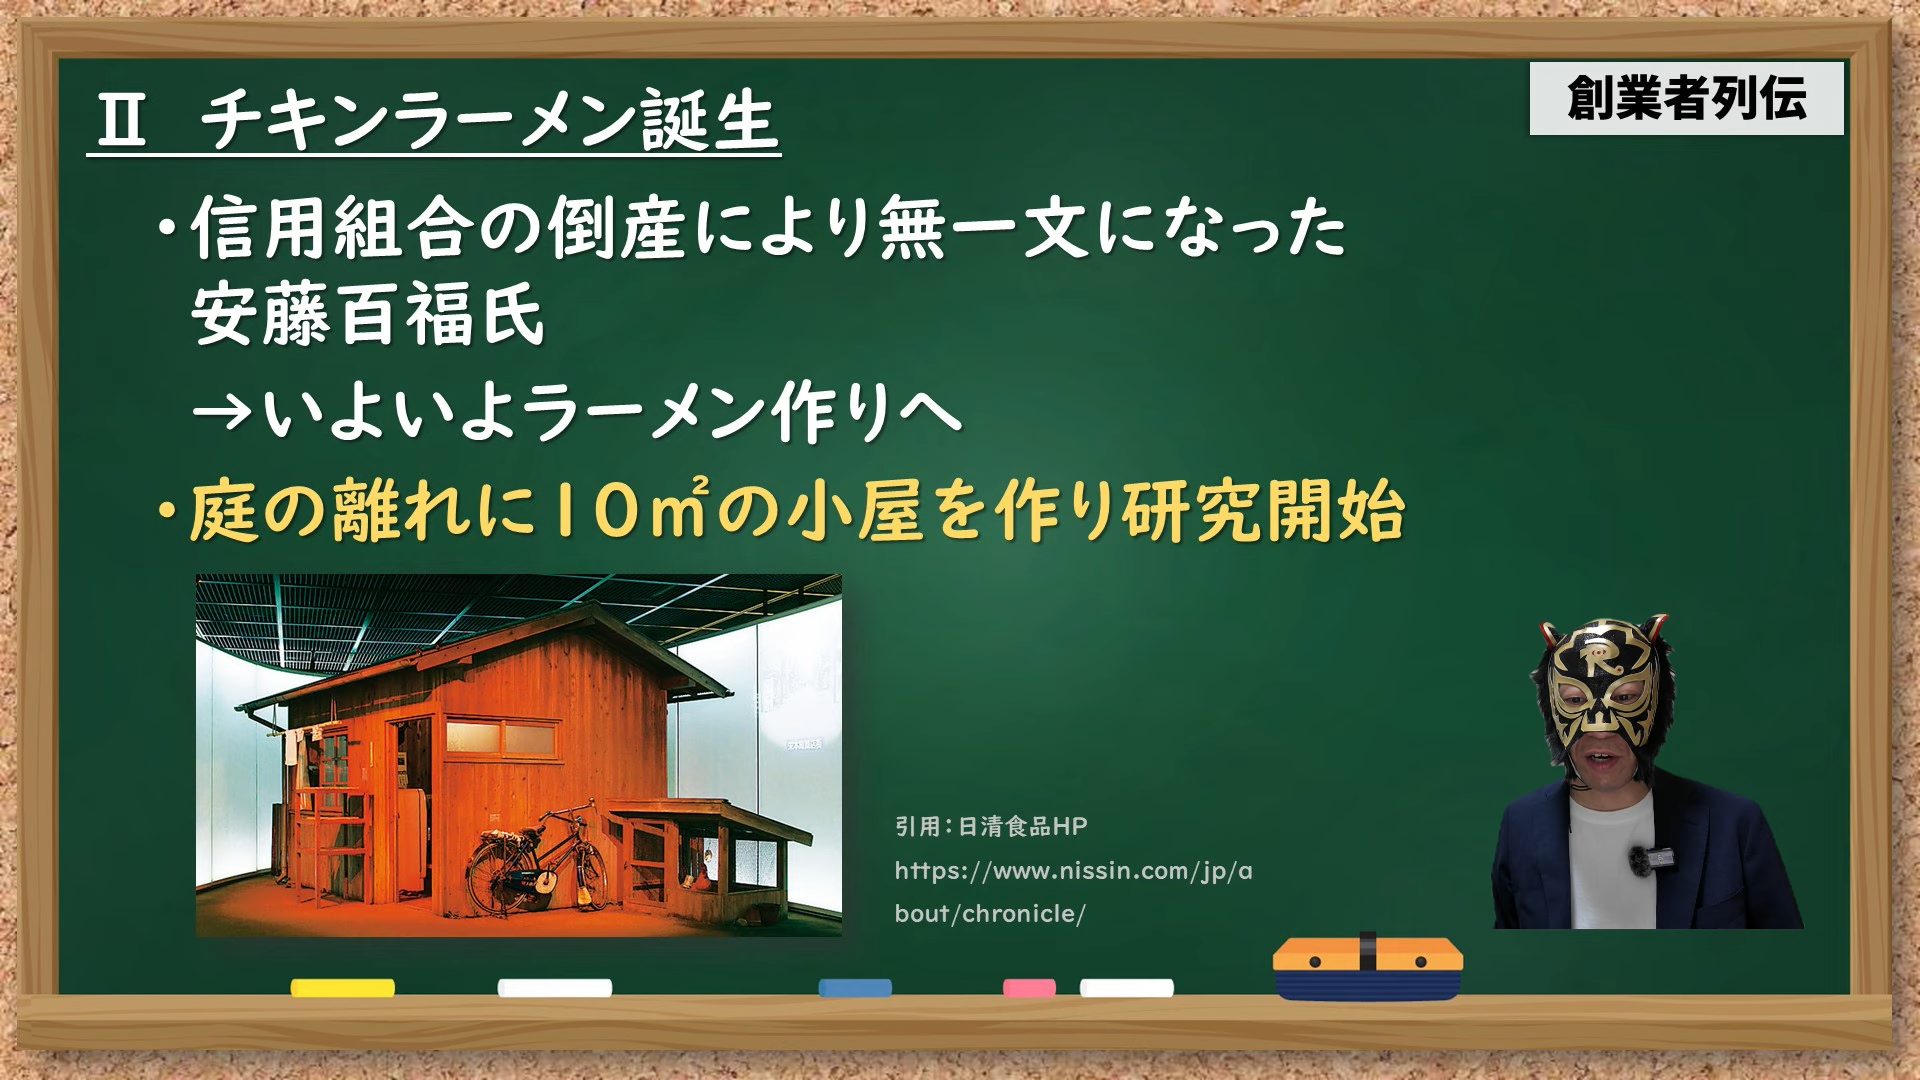 Ⅱ　チキンラーメン誕生
創業者列伝
・信用組合の倒産により無一文になった
安藤百福氏
→いよいよラーメン作りへ
・庭の離れに10㎡の小屋を作り研究開始
引用：日清食品HP
https://www.nissin.com/jp/a
bout/chronicle/
R